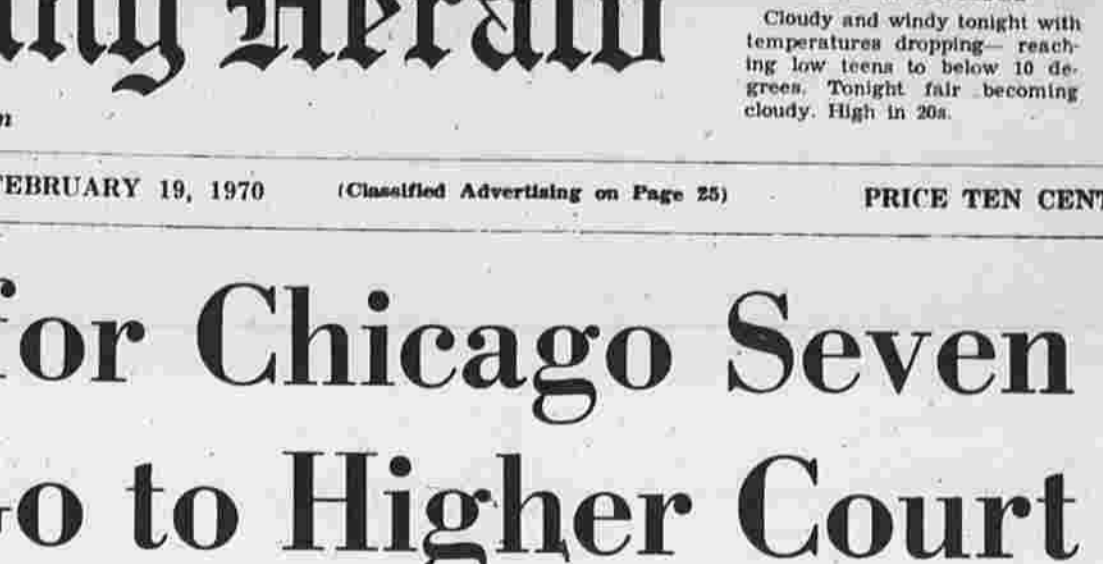 Herald
Cloudy and windy tonight with
temperatures dropping— reach-
ing low teens to below 10 de-
grees. Tonight fair becoming
cloudy. High in 20s.
FEBRUARY 19, 1970 (Classified Advertising on Page 25) PRICE TEN CENT
for Chicago Seven
to Higher Court